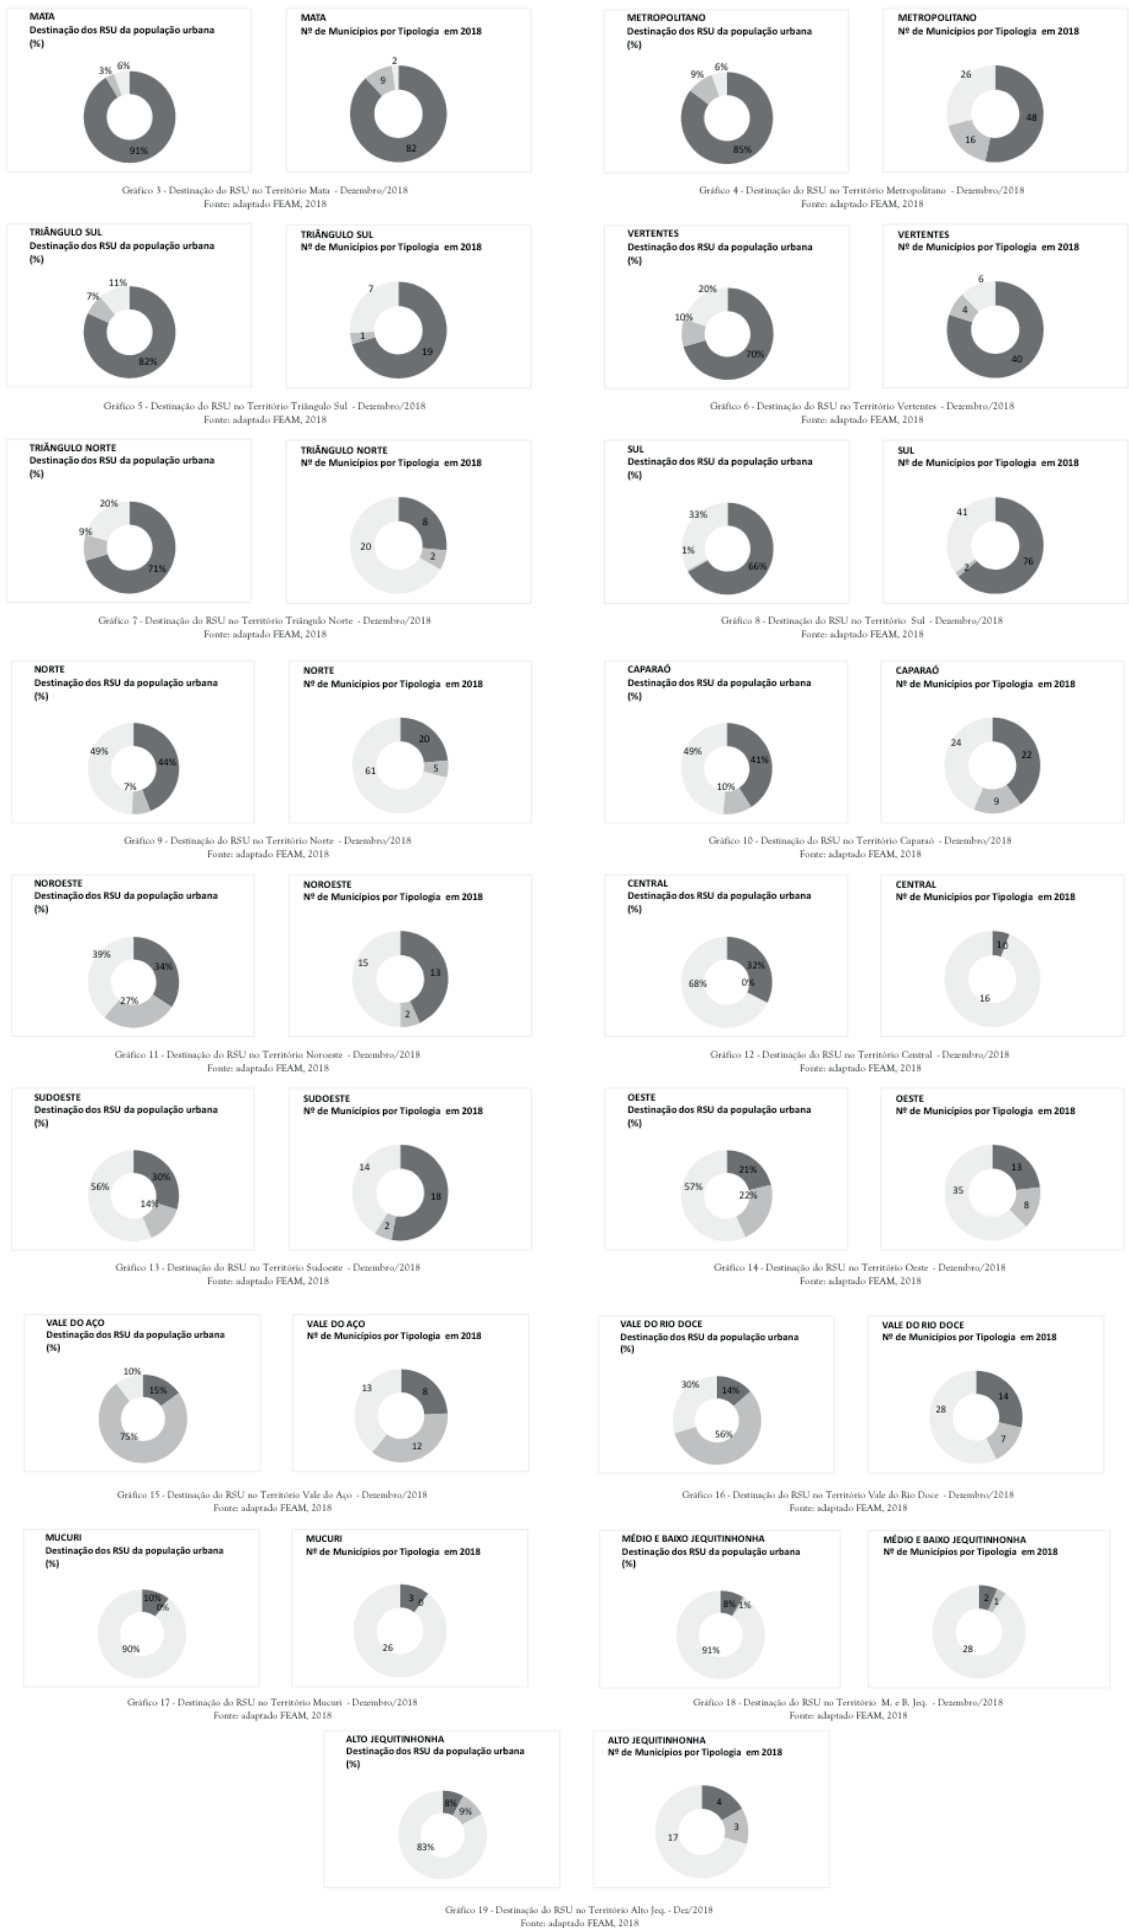 MATA
Destinação dos RSU da população urbana
(%)
3%
6%
91%
MATA
Nº de Municípios por Tipologia em 2018
2
9
82
METROPOLITANO
Destinação dos RSU da população urbana
(%)
9%
6%
85%
METROPOLITANO
Nº de Municípios por Tipologia em 2018
26
48
16
Gráfico 3 - Destinação do RSU no Território Mata - Dezembro/2018
Fonte: adaptado FEAM, 2018
Gráfico 4 - Destinação do RSU no Território Metropolitano - Dezembro/2018
Fonte: adaptado FEAM, 2018
TRIÂNGULO SUL
Destinação dos RSU da população urbana
(%)
11%
7%
82%
TRIÂNGULO SUL
Nº de Municípios por Tipologia em 2018
7
1
19
VERTENTES
Destinação dos RSU da população urbana
(%)
20%
10%
70%
VERTENTES
Nº de Municípios por Tipologia em 2018
6
4
40
Gráfico 5 - Destinação do RSU no Território Triângulo Sul - Dezembro/2018
Fonte: adaptado FEAM, 2018
Gráfico 6 - Destinação do RSU no Território Vertentes - Dezembro/2018
Fonte: adaptado FEAM, 2018
TRIÂNGULO NORTE
Destinação dos RSU da população urbana
(%)
20%
9%
71%
TRIÂNGULO NORTE
Nº de Municípios por Tipologia em 2018
8
20
2
SUL
Destinação dos RSU da população urbana
(%)
33%
1%
66%
SUL
Nº de Municípios por Tipologia em 2018
41
2
76
Gráfico 7 - Destinação do RSU no Território Triângulo Norte - Dezembro/2018
Fonte: adaptado FEAM, 2018
Gráfico 8 - Destinação do RSU no Território Sul - Dezembro/2018
Fonte: adaptado FEAM, 2018
NORTE
Destinação dos RSU da população urbana
(%)
49%
44%
7%
NORTE
Nº de Municípios por Tipologia em 2018
20
61
5
CAPARAÓ
Destinação dos RSU da população urbana
(%)
49%
41%
10%
CAPARAÓ
Nº de Municípios por Tipologia em 2018
24
22
9
Gráfico 9 - Destinação do RSU no Território Norte - Dezembro/2018
Fonte: adaptado FEAM, 2018
Gráfico 10 - Destinação do RSU no Território Caparaó - Dezembro/2018
Fonte: adaptado FEAM, 2018
NOROESTE
Destinação dos RSU da população urbana
(%)
39%
34%
27%
NOROESTE
Nº de Municípios por Tipologia em 2018
15
13
2
CENTRAL
Destinação dos RSU da população urbana
(%)
32%
68%
0%
CENTRAL
Nº de Municípios por Tipologia em 2018
1
0
16
Gráfico 11 - Destinação do RSU no Território Noroeste - Dezembro/2018
Fonte: adaptado FEAM, 2018
Gráfico 12 - Destinação do RSU no Território Central - Dezembro/2018
Fonte: adaptado FEAM, 2018
SUDOESTE
Destinação dos RSU da população urbana
(%)
30%
56%
14%
SUDOESTE
Nº de Municípios por Tipologia em 2018
14
18
2
OESTE
Destinação dos RSU da população urbana
(%)
21%
57%
22%
OESTE
Nº de Municípios por Tipologia em 2018
13
35
8
Gráfico 13 - Destinação do RSU no Território Sudoeste - Dezembro/2018
Fonte: adaptado FEAM, 2018
Gráfico 14 - Destinação do RSU no Território Oeste - Dezembro/2018
Fonte: adaptado FEAM, 2018
VALE DO AÇO
Destinação dos RSU da população urbana
(%)
10%
15%
75%
VALE DO AÇO
Nº de Municípios por Tipologia em 2018
13
8
12
VALE DO RIO DOCE
Destinação dos RSU da população urbana
(%)
30%
14%
56%
VALE DO RIO DOCE
Nº de Municípios por Tipologia em 2018
14
28
7
Gráfico 15 - Destinação do RSU no Território Vale do Aço - Dezembro/2018
Fonte: adaptado FEAM, 2018
Gráfico 16 - Destinação do RSU no Território Vale do Rio Doce - Dezembro/2018
Fonte: adaptado FEAM, 2018
MUCURI
Destinação dos RSU da população urbana
(%)
10%
0%
90%
MUCURI
Nº de Municípios por Tipologia em 2018
3
0
26
MÉDIO E BAIXO JEQUITINHONHA
Destinação dos RSU da população urbana
(%)
8%
1%
91%
MÉDIO E BAIXO JEQUITINHONHA
Nº de Municípios por Tipologia em 2018
2
1
28
Gráfico 17 - Destinação do RSU no Território Mucuri - Dezembro/2018
Fonte: adaptado FEAM, 2018
Gráfico 18 - Destinação do RSU no Território M. e B. Jeq. - Dezembro/2018
Fonte: adaptado FEAM, 2018
ALTO JEQUITINHONHA
Destinação dos RSU da população urbana
(%)
8%
9%
83%
ALTO JEQUITINHONHA
Nº de Municípios por Tipologia em 2018
4
3
17
Gráfico 19 - Destinação do RSU no Território Alto Jeq. - Dez/2018
Fonte: adaptado FEAM, 2018